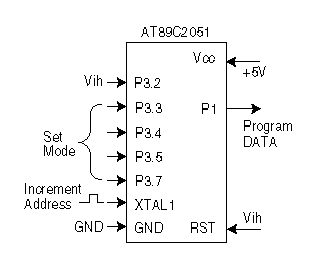 AT89C2051
Vcc
+5V
Vih P3.2
P3.3
P1
Set
Mode
P3.4
Program
DATA
P3.5
P3.7
Increment
Address
XTAL1
Vih
GND GND RST